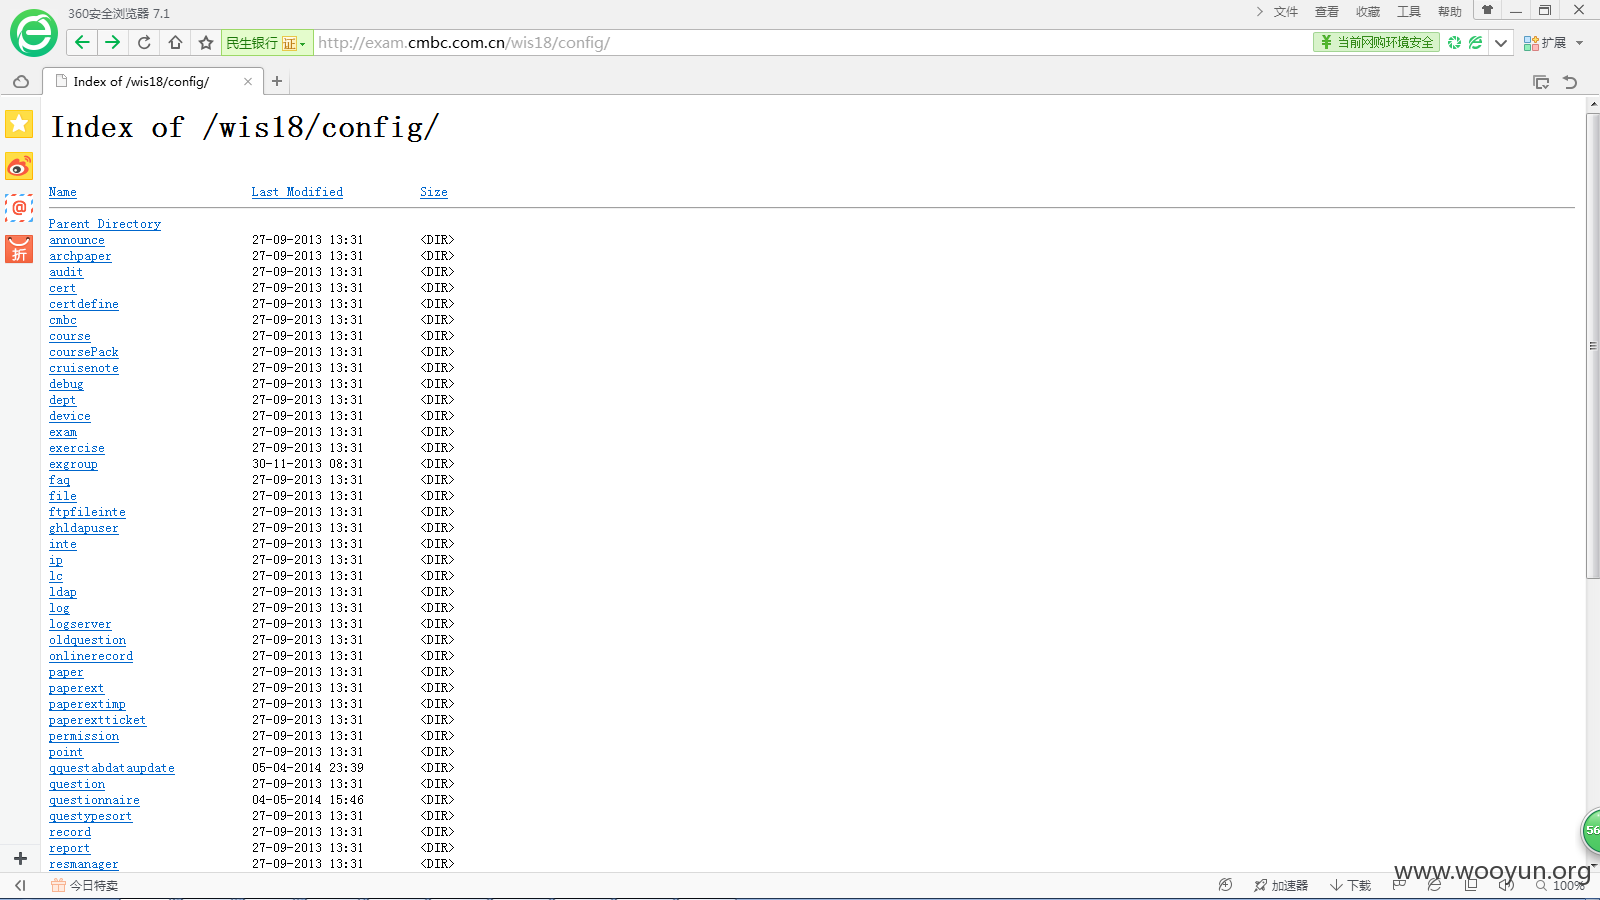 360安全浏览器 7.1
文件 查看 收藏 工具 帮助
民生银行 证 http://exam.cmbc.com.cn/wis18/config/ 当前网购环境安全 扩展
Index of /wis18/config/
Index of /wis18/config/
Name Last Modified Size
Parent Directory
announce 27-09-2013 13:31 <DIR>
archpaper 27-09-2013 13:31 <DIR>
audit 27-09-2013 13:31 <DIR>
cert 27-09-2013 13:31 <DIR>
certdefine 27-09-2013 13:31 <DIR>
cmbc 27-09-2013 13:31 <DIR>
course 27-09-2013 13:31 <DIR>
coursePack 27-09-2013 13:31 <DIR>
cruisenote 27-09-2013 13:31 <DIR>
debug 27-09-2013 13:31 <DIR>
dept 27-09-2013 13:31 <DIR>
device 27-09-2013 13:31 <DIR>
exam 27-09-2013 13:31 <DIR>
exercise 27-09-2013 13:31 <DIR>
exgroup 30-11-2013 08:31 <DIR>
faq 27-09-2013 13:31 <DIR>
file 27-09-2013 13:31 <DIR>
ftpfileinte 27-09-2013 13:31 <DIR>
ghldapuser 27-09-2013 13:31 <DIR>
inte 27-09-2013 13:31 <DIR>
ip 27-09-2013 13:31 <DIR>
lc 27-09-2013 13:31 <DIR>
ldap 27-09-2013 13:31 <DIR>
log 27-09-2013 13:31 <DIR>
logserver 27-09-2013 13:31 <DIR>
oldquestion 27-09-2013 13:31 <DIR>
onlinerecord 27-09-2013 13:31 <DIR>
paper 27-09-2013 13:31 <DIR>
paperext 27-09-2013 13:31 <DIR>
paperextimp 27-09-2013 13:31 <DIR>
paperextticket 27-09-2013 13:31 <DIR>
permission 27-09-2013 13:31 <DIR>
point 27-09-2013 13:31 <DIR>
qquestabdataupdate 05-04-2014 23:39 <DIR>
question 27-09-2013 13:31 <DIR>
questionnaire 04-05-2014 15:46 <DIR>
questypesort 27-09-2013 13:31 <DIR>
record 27-09-2013 13:31 <DIR>
report 27-09-2013 13:31 <DIR>
resmanager 27-09-2013 13:31 <DIR>
折
56
www.wooyun.org
今日特卖 加速器 下载 100%